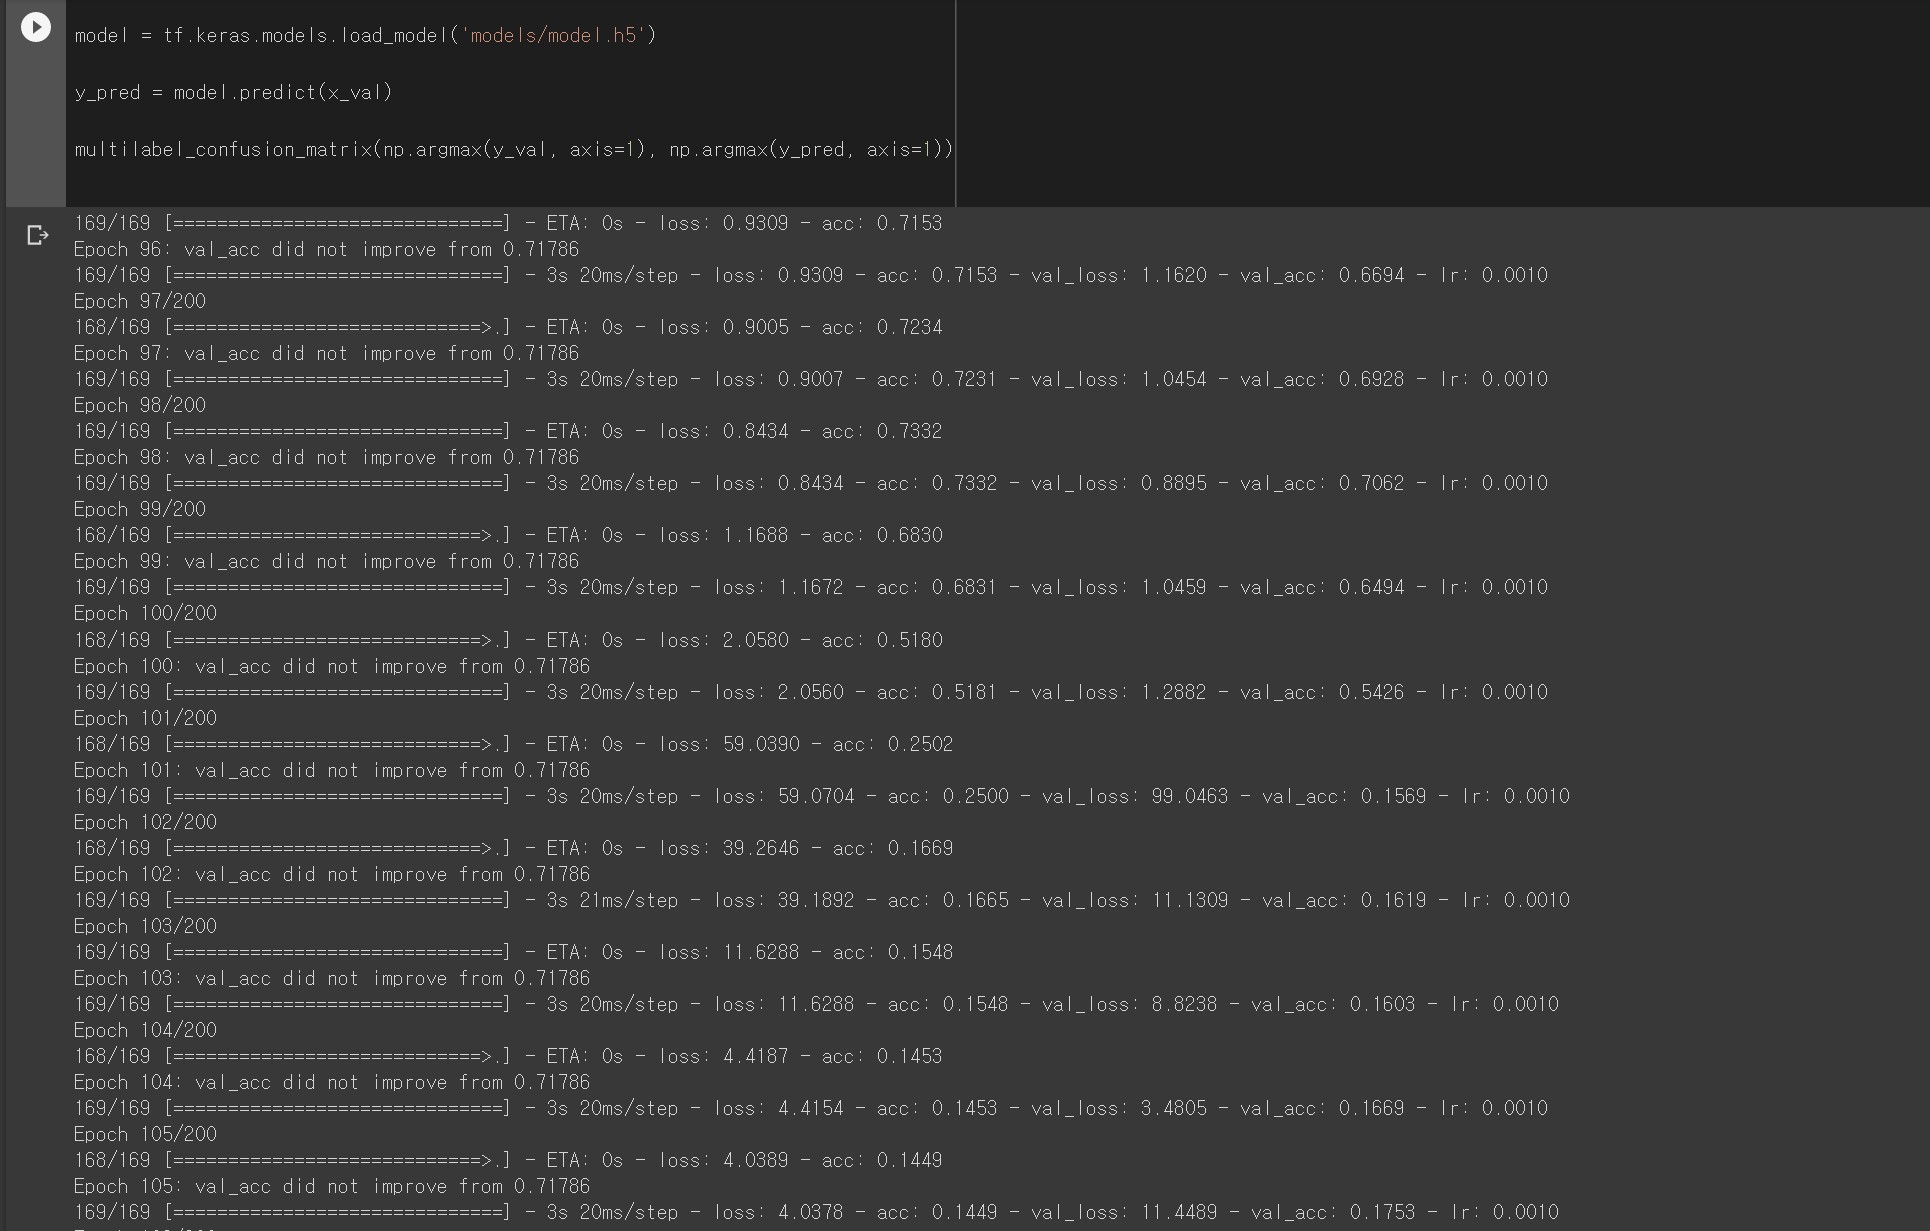 model = tf.keras.models.load_model('models/model.h5')
y_pred = model.predict(x_val)
multilabel_confusion_matrix(np.argmax(y_val, axis=1), np.argmax(y_pred, axis=1))
169/169 [==============================] - ETA: 0s - loss: 0.9309 - acc: 0.7153
Epoch 96: val_acc did not improve from 0.71786
169/169 [==============================] - 3s 20ms/step - loss: 0.9309 - acc: 0.7153 - val_loss: 1.1620 - val_acc: 0.6694 - lr: 0.0010
Epoch 97/200
168/169 [============================>.] - ETA: 0s - loss: 0.9005 - acc: 0.7234
Epoch 97: val_acc did not improve from 0.71786
169/169 [==============================] - 3s 20ms/step - loss: 0.9007 - acc: 0.7231 - val_loss: 1.0454 - val_acc: 0.6928 - lr: 0.0010
Epoch 98/200
169/169 [==============================] - ETA: 0s - loss: 0.8434 - acc: 0.7332
Epoch 98: val_acc did not improve from 0.71786
169/169 [==============================] - 3s 20ms/step - loss: 0.8434 - acc: 0.7332 - val_loss: 0.8895 - val_acc: 0.7062 - lr: 0.0010
Epoch 99/200
168/169 [============================>.] - ETA: 0s - loss: 1.1688 - acc: 0.6830
Epoch 99: val_acc did not improve from 0.71786
169/169 [==============================] - 3s 20ms/step - loss: 1.1672 - acc: 0.6831 - val_loss: 1.0459 - val_acc: 0.6494 - lr: 0.0010
Epoch 100/200
168/169 [============================>.] - ETA: 0s - loss: 2.0580 - acc: 0.5180
Epoch 100: val_acc did not improve from 0.71786
169/169 [==============================] - 3s 20ms/step - loss: 2.0560 - acc: 0.5181 - val_loss: 1.2882 - val_acc: 0.5426 - lr: 0.0010
Epoch 101/200
168/169 [============================>.] - ETA: 0s - loss: 59.0390 - acc: 0.2502
Epoch 101: val_acc did not improve from 0.71786
169/169 [==============================] - 3s 20ms/step - loss: 59.0704 - acc: 0.2500 - val_loss: 99.0463 - val_acc: 0.1569 - lr: 0.0010
Epoch 102/200
168/169 [============================>.] - ETA: 0s - loss: 39.2646 - acc: 0.1669
Epoch 102: val_acc did not improve from 0.71786
169/169 [==============================] - 3s 21ms/step - loss: 39.1892 - acc: 0.1665 - val_loss: 11.1309 - val_acc: 0.1619 - lr: 0.0010
Epoch 103/200
169/169 [==============================] - ETA: 0s - loss: 11.6288 - acc: 0.1548
Epoch 103: val_acc did not improve from 0.71786
169/169 [==============================] - 3s 20ms/step - loss: 11.6288 - acc: 0.1548 - val_loss: 8.8238 - val_acc: 0.1603 - lr: 0.0010
Epoch 104/200
168/169 [============================>.] - ETA: 0s - loss: 4.4187 - acc: 0.1453
Epoch 104: val_acc did not improve from 0.71786
169/169 [==============================] - 3s 20ms/step - loss: 4.4154 - acc: 0.1453 - val_loss: 3.4805 - val_acc: 0.1669 - lr: 0.0010
Epoch 105/200
168/169 [============================>.] - ETA: 0s - loss: 4.0389 - acc: 0.1449
Epoch 105: val_acc did not improve from 0.71786
169/169 [==============================] - 3s 20ms/step - loss: 4.0378 - acc: 0.1449 - val_loss: 11.4489 - val_acc: 0.1753 - lr: 0.0010